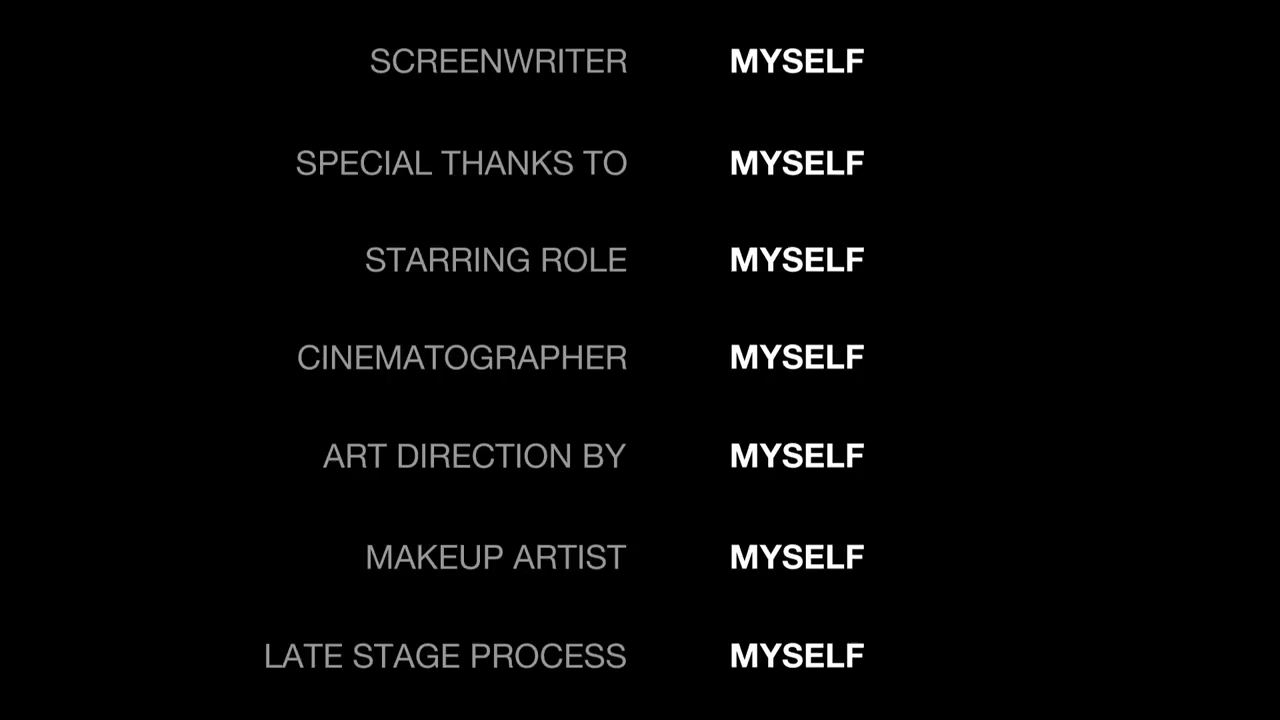 SCREENWRITER MYSELF
SPECIAL THANKS TO MYSELF
STARRING ROLE MYSELF
CINEMATOGRAPHER MYSELF
ART DIRECTION BY MYSELF
MAKEUP ARTIST MYSELF
LATE STAGE PROCESS MYSELF